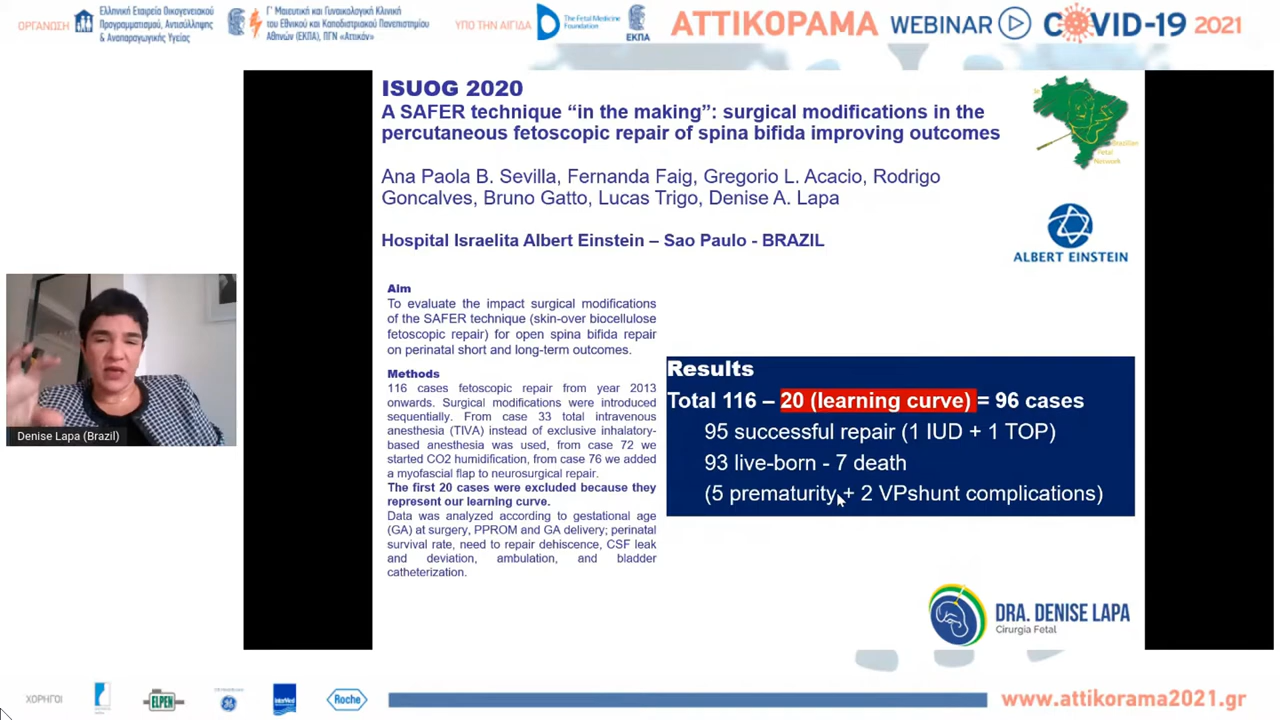 ΟΡΓΑΝΩΣΗ
Ελληνική Εταιρεία Οικογενειακού
Προγραμματισμού, Αντισύλληψης
& Αναπαραγωγικής Υγείας
Γ' Μαιευτική και Γυναικολογική Κλινική
του Εθνικού και Καποδιστριακού Πανεπιστημίου
Αθηνών (ΕΚΠΑ), ΠΓΝ «Αττικόν»
ΥΠΟ ΤΗΝ ΑΙΓΙΔΑ
The Fetal Medicine
Foundation
ΕΚΠΑ
ΑΤΤΙΚΟΡΑΜΑ WEBINAR COVID-19 2021
ISUOG 2020
A SAFER technique “in the making”: surgical modifications in the
percutaneous fetoscopic repair of spina bifida improving outcomes
Ana Paola B. Sevilla, Fernanda Faig, Gregorio L. Acacio, Rodrigo
Goncalves, Bruno Gatto, Lucas Trigo, Denise A. Lapa
Hospital Israelita Albert Einstein – Sao Paulo - BRAZIL
Brazilian
Fetal
Network
ALBERT EINSTEIN
Aim
To evaluate the impact surgical modifications
of the SAFER technique (skin-over biocellulose
fetoscopic repair) for open spina bifida repair
on perinatal short and long-term outcomes.
Methods
116 cases fetoscopic repair from year 2013
onwards. Surgical modifications were introduced
sequentially. From case 33 total intravenous
anesthesia (TIVA) instead of exclusive inhalatory-
based anesthesia was used, from case 72 we
started CO2 humidification, from case 76 we added
a myofascial flap to neurosurgical repair.
The first 20 cases were excluded because they
represent our learning curve.
Data was analyzed according to gestational age
(GA) at surgery, PPROM and GA delivery; perinatal
survival rate, need to repair dehiscence, CSF leak
and deviation, ambulation, and bladder
catheterization.
Results
Total 116 – 20 (learning curve) = 96 cases
95 successful repair (1 IUD + 1 TOP)
93 live-born - 7 death
(5 prematurity + 2 VPshunt complications)
Denise Lapa (Brazil)
DRA. DENISE LAPA
Cirurgia Fetal
ΧΟΡΗΓΟΙ
ELPEN
InterMed
Roche
www.attikorama2021.gr